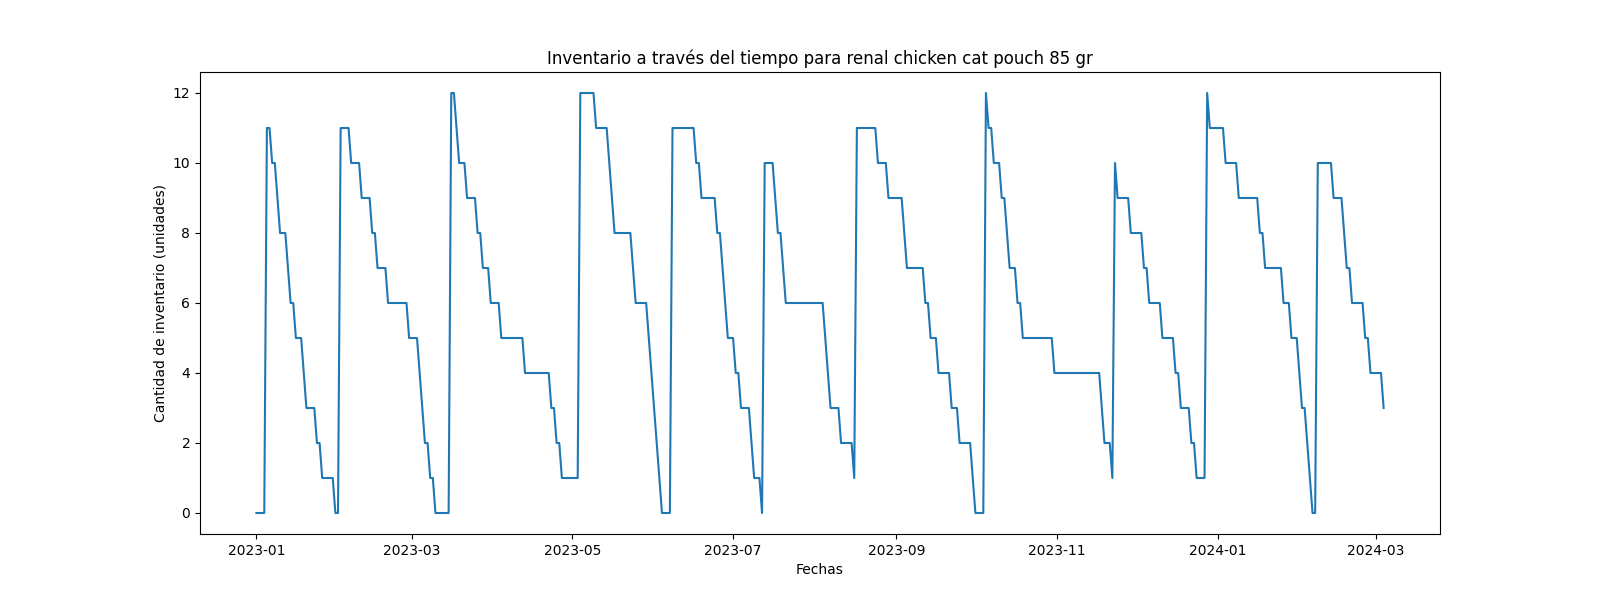 Inventario a través del tiempo para renal chicken cat pouch 85 gr
Cantidad de inventario (unidades)
12
10
8
6
4
2
0
2023-01 2023-03 2023-05 2023-07 2023-09 2023-11 2024-01 2024-03
Fechas